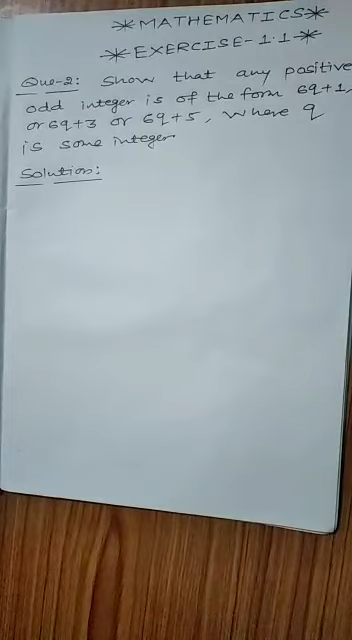 *MATHEMATICS*
*EXERCISE-1.1*
Que-2: Show that any positive
odd integer is of the form 6q+1,
or 6q+3 or 6q+5, where q
is some integer.
Solution: